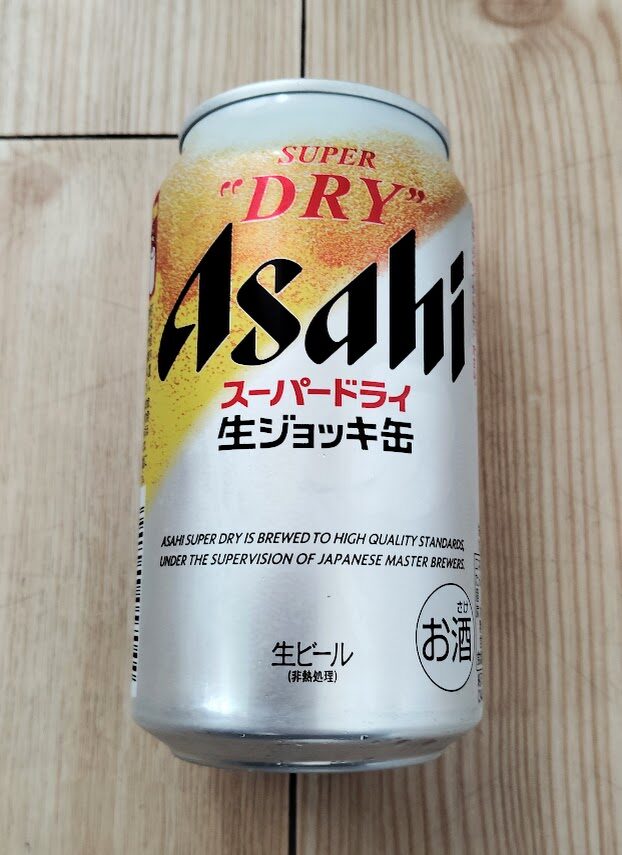 SUPER
“DRY”
Asahi
スーパードライ
生ジョッキ缶
ASAHI SUPER DRY IS BREWED TO HIGH QUALITY STANDARDS,
UNDER THE SUPERVISION OF JAPANESE MASTER BREWERS.
さけ
お酒
生ビール
(非熱処理)